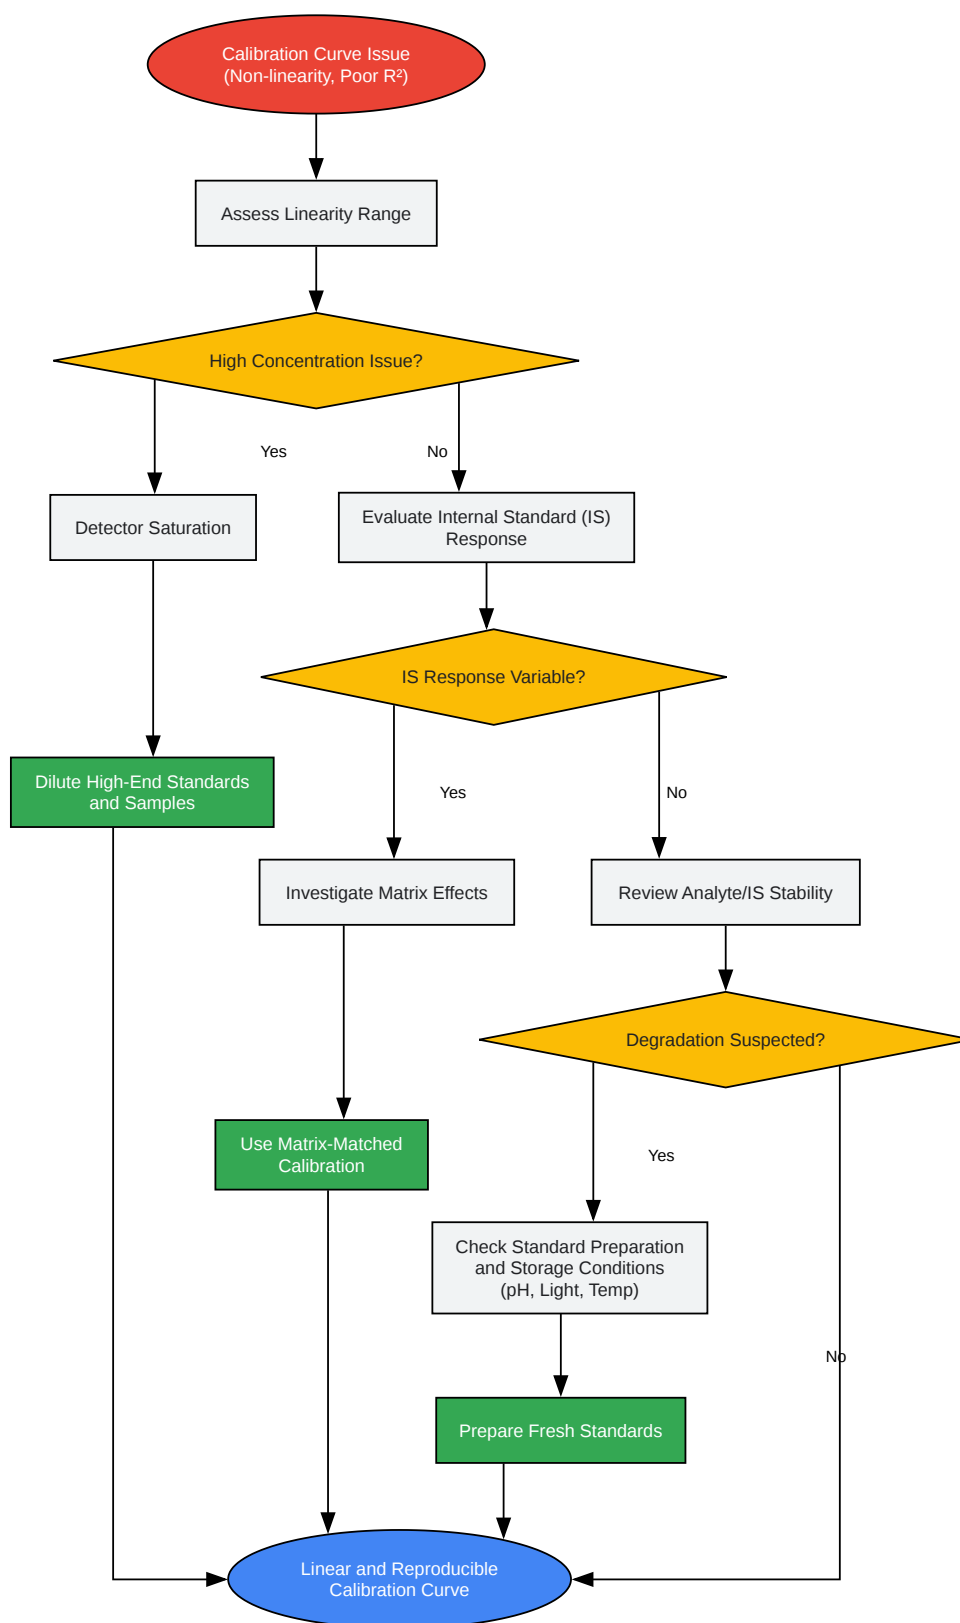 Calibration Curve Issue
(Non-linearity, Poor R²)
Assess Linearity Range
High Concentration Issue?
Yes
No
Detector Saturation
Evaluate Internal Standard (IS)
Response
IS Response Variable?
Dilute High-End Standards
and Samples
Yes
No
Investigate Matrix Effects
Review Analyte/IS Stability
Degradation Suspected?
Use Matrix-Matched
Calibration
Yes
Check Standard Preparation
and Storage Conditions
(pH, Light, Temp)
No
Prepare Fresh Standards
Linear and Reproducible
Calibration Curve